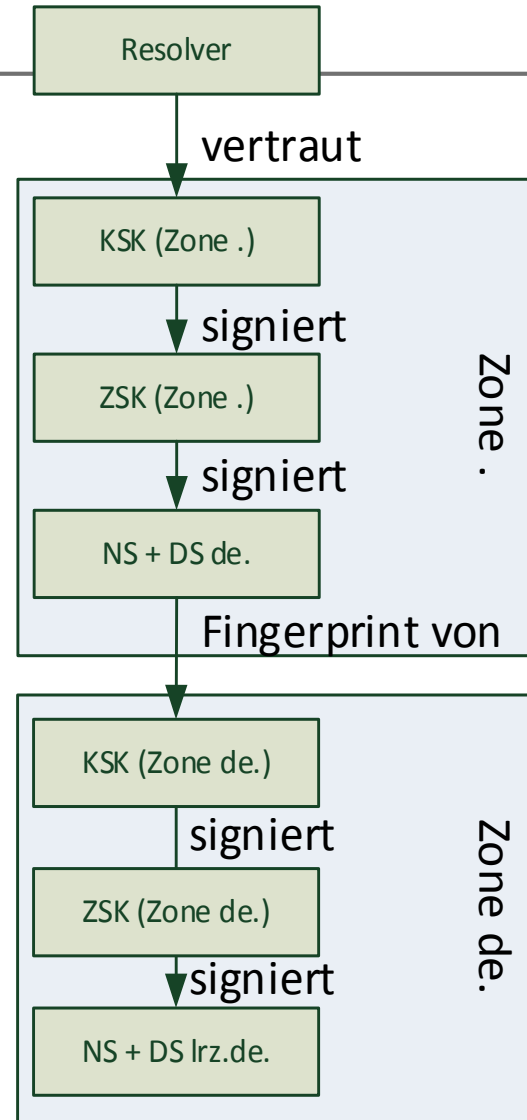 Resolver
vertraut
KSK (Zone .)
signiert
ZSK (Zone .)
signiert
NS + DS de.
Fingerprint von
Zone .
KSK (Zone de.)
signiert
ZSK (Zone de.)
signiert
NS + DS lrz.de.
Zone de.